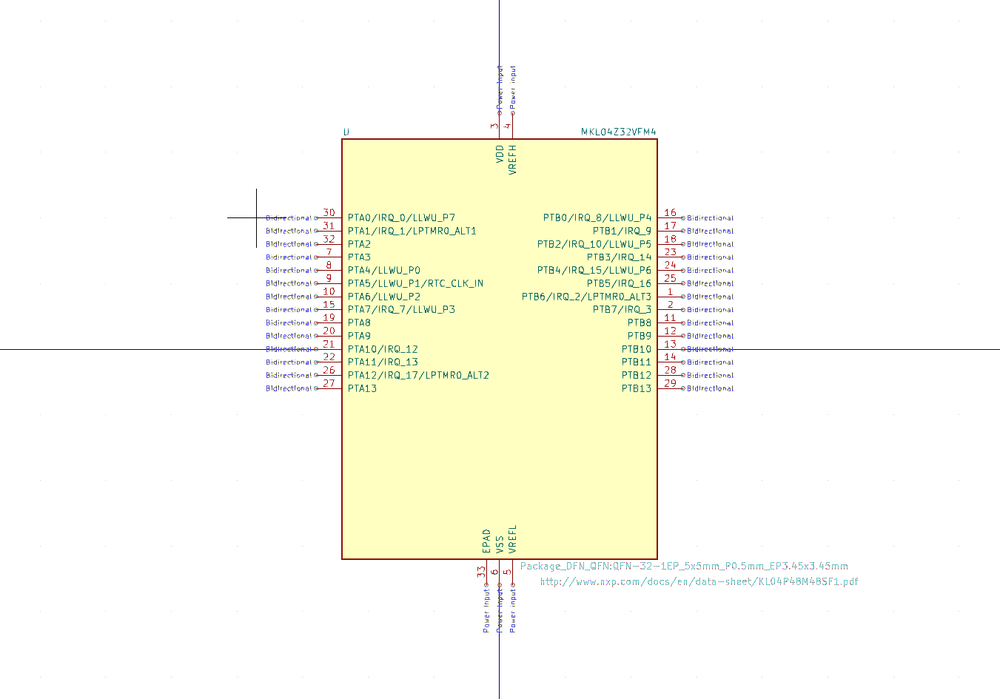 Power input Power input
3 4
U MKL04Z32VFM4
VDD VREFH
Bidirectional 30 PTA0/IRQ_0/LLWU_P7 PTB0/IRQ_8/LLWU_P4 16 Bidirectional
Bidirectional 31 PTA1/IRQ_1/LPTMR0_ALT1 PTB1/IRQ_9 17 Bidirectional
Bidirectional 32 PTA2 PTB2/IRQ_10/LLWU_P5 18 Bidirectional
Bidirectional 7 PTA3 PTB3/IRQ_14 23 Bidirectional
Bidirectional 8 PTA4/LLWU_P0 PTB4/IRQ_15/LLWU_P6 24 Bidirectional
Bidirectional 9 PTA5/LLWU_P1/RTC_CLK_IN PTB5/IRQ_16 25 Bidirectional
Bidirectional 10 PTA6/LLWU_P2 PTB6/IRQ_2/LPTMR0_ALT3 1 Bidirectional
Bidirectional 15 PTA7/IRQ_7/LLWU_P3 PTB7/IRQ_3 2 Bidirectional
Bidirectional 19 PTA8 PTB8 11 Bidirectional
Bidirectional 20 PTA9 PTB9 12 Bidirectional
Bidirectional 21 PTA10/IRQ_12 PTB10 13 Bidirectional
Bidirectional 22 PTA11/IRQ_13 PTB11 14 Bidirectional
Bidirectional 26 PTA12/IRQ_17/LPTMR0_ALT2 PTB12 28 Bidirectional
Bidirectional 27 PTA13 PTB13 29 Bidirectional
EPAD VSS VREFL
33 6 5
Package_DFN_QFN:QFN-32-1EP_5x5mm_P0.5mm_EP3.45x3.45mm
http://www.nxp.com/docs/en/data-sheet/KL04P48M48SF1.pdf
Power input Power input Power input